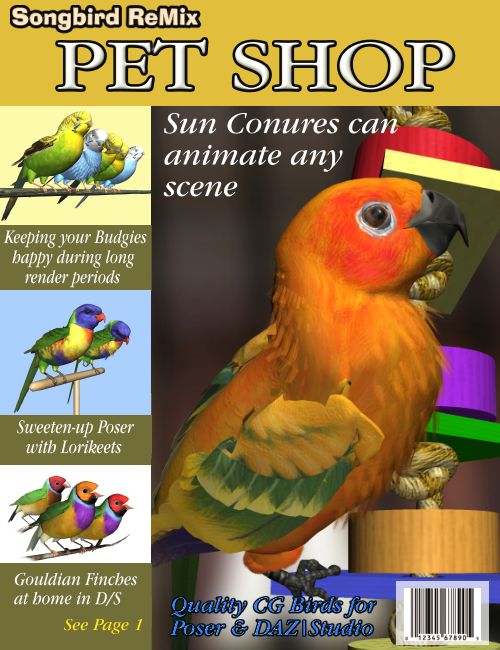 Songbird ReMix
PET SHOP
Sun Conures can
animate any
scene
Keeping your Budgies
happy during long
render periods
Sweeten-up Poser
with Lorikeets
Gouldian Finches
at home in D/S
See Page 1
Quality CG Birds for
Poser & DAZ|Studio
0 12345 67890 5